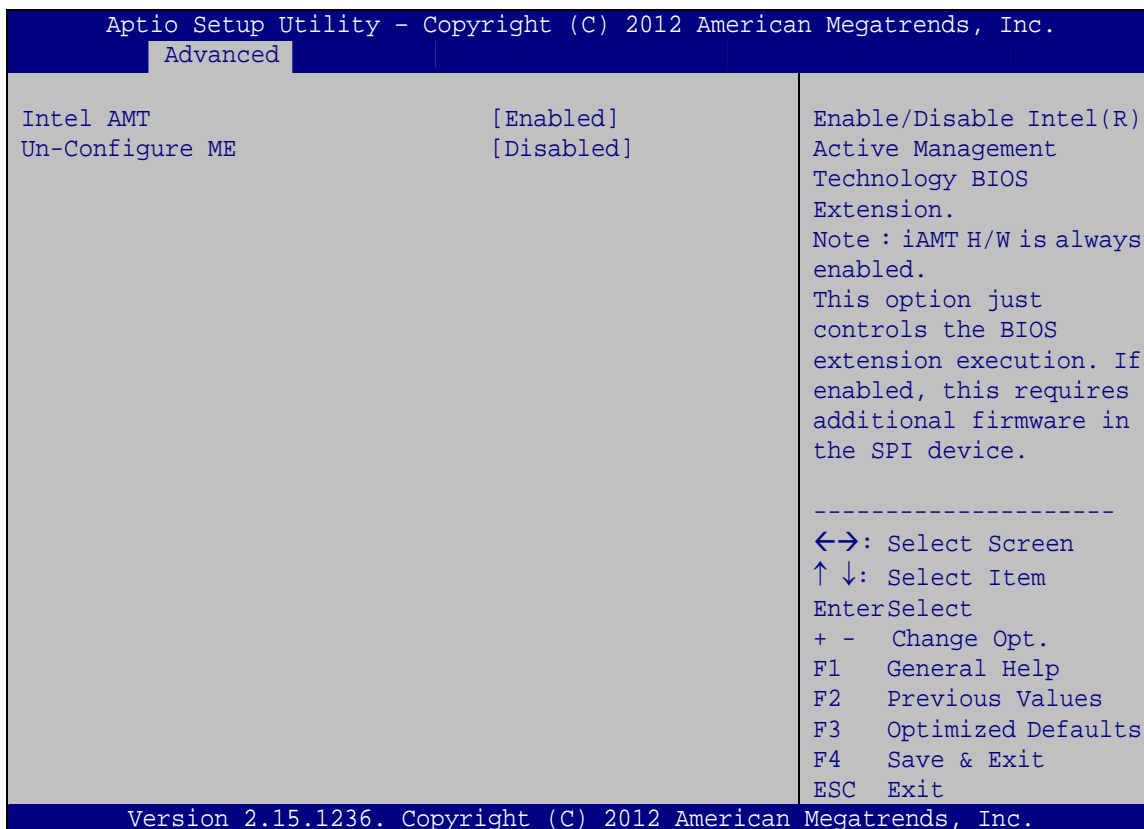 Aptio Setup Utility – Copyright (C) 2012 American Megatrends, Inc.
Advanced
Intel AMT [Enabled]
Un-Configure ME [Disabled]
Enable/Disable Intel(R)
Active Management
Technology BIOS
Extension.
Note：iAMT H/W is always
enabled.
This option just
controls the BIOS
extension execution. If
enabled, this requires
additional firmware in
the SPI device.
---------------------
←→: Select Screen
↑ ↓: Select Item
EnterSelect
+ - Change Opt.
F1 General Help
F2 Previous Values
F3 Optimized Defaults
F4 Save & Exit
ESC Exit
Version 2.15.1236. Copyright (C) 2012 American Megatrends, Inc.